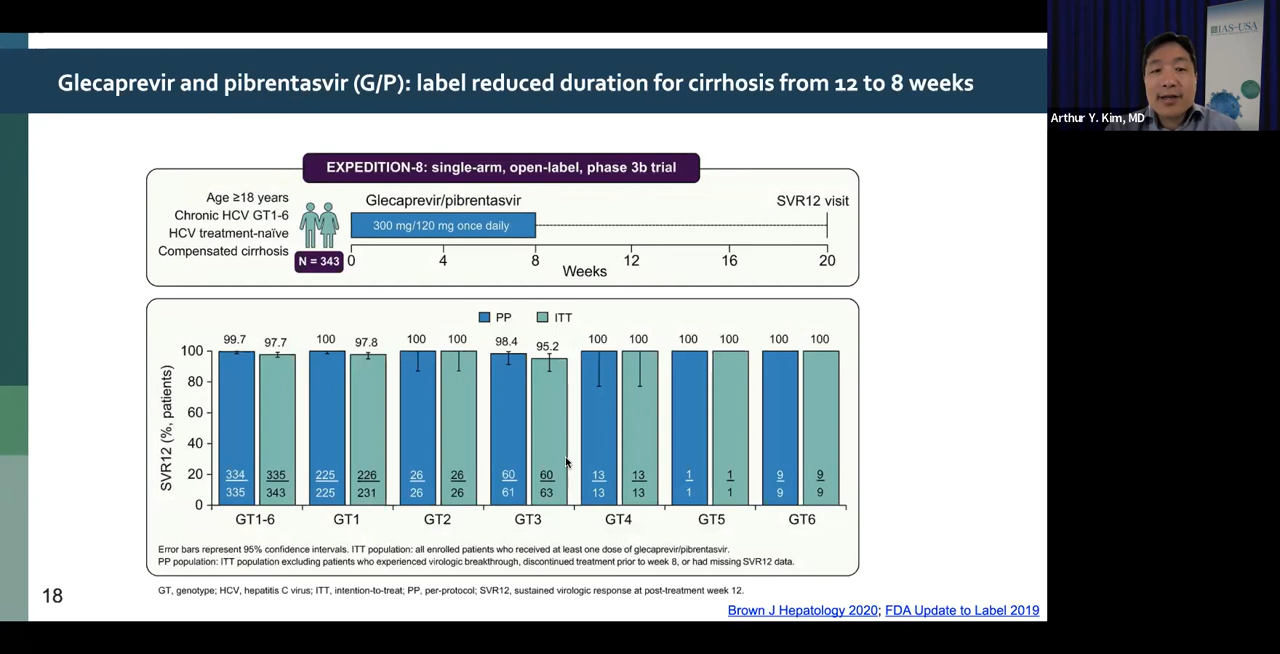 Glecaprevir and pibrentasvir (G/P): label reduced duration for cirrhosis from 12 to 8 weeks
IAS–USA
Arthur Y. Kim, MD
EXPEDITION-8: single-arm, open-label, phase 3b trial
Age ≥18 years
Chronic HCV GT1-6
HCV treatment-naïve
Compensated cirrhosis
N = 343
Glecaprevir/pibrentasvir
SVR12 visit
300 mg/120 mg once daily
0 4 8 12 16 20
Weeks
PP ITT
99.7 97.7 100 97.8 100 100 98.4 95.2 100 100 100 100 100 100
SVR12 (%, patients)
100
80
60
40
20
0
334 335 225 226 26 26 60 60 13 13 1 1 9 9
335 343 225 231 26 26 61 63 13 13 1 1 9 9
GT1-6 GT1 GT2 GT3 GT4 GT5 GT6
Error bars represent 95% confidence intervals. ITT population: all enrolled patients who received at least one dose of glecaprevir/pibrentasvir.
PP population: ITT population excluding patients who experienced virologic breakthrough, discontinued treatment prior to week 8, or had missing SVR12 data.
GT, genotype; HCV, hepatitis C virus; ITT, intention-to-treat; PP, per-protocol; SVR12, sustained virologic response at post-treatment week 12.
18
Brown J Hepatology 2020; FDA Update to Label 2019